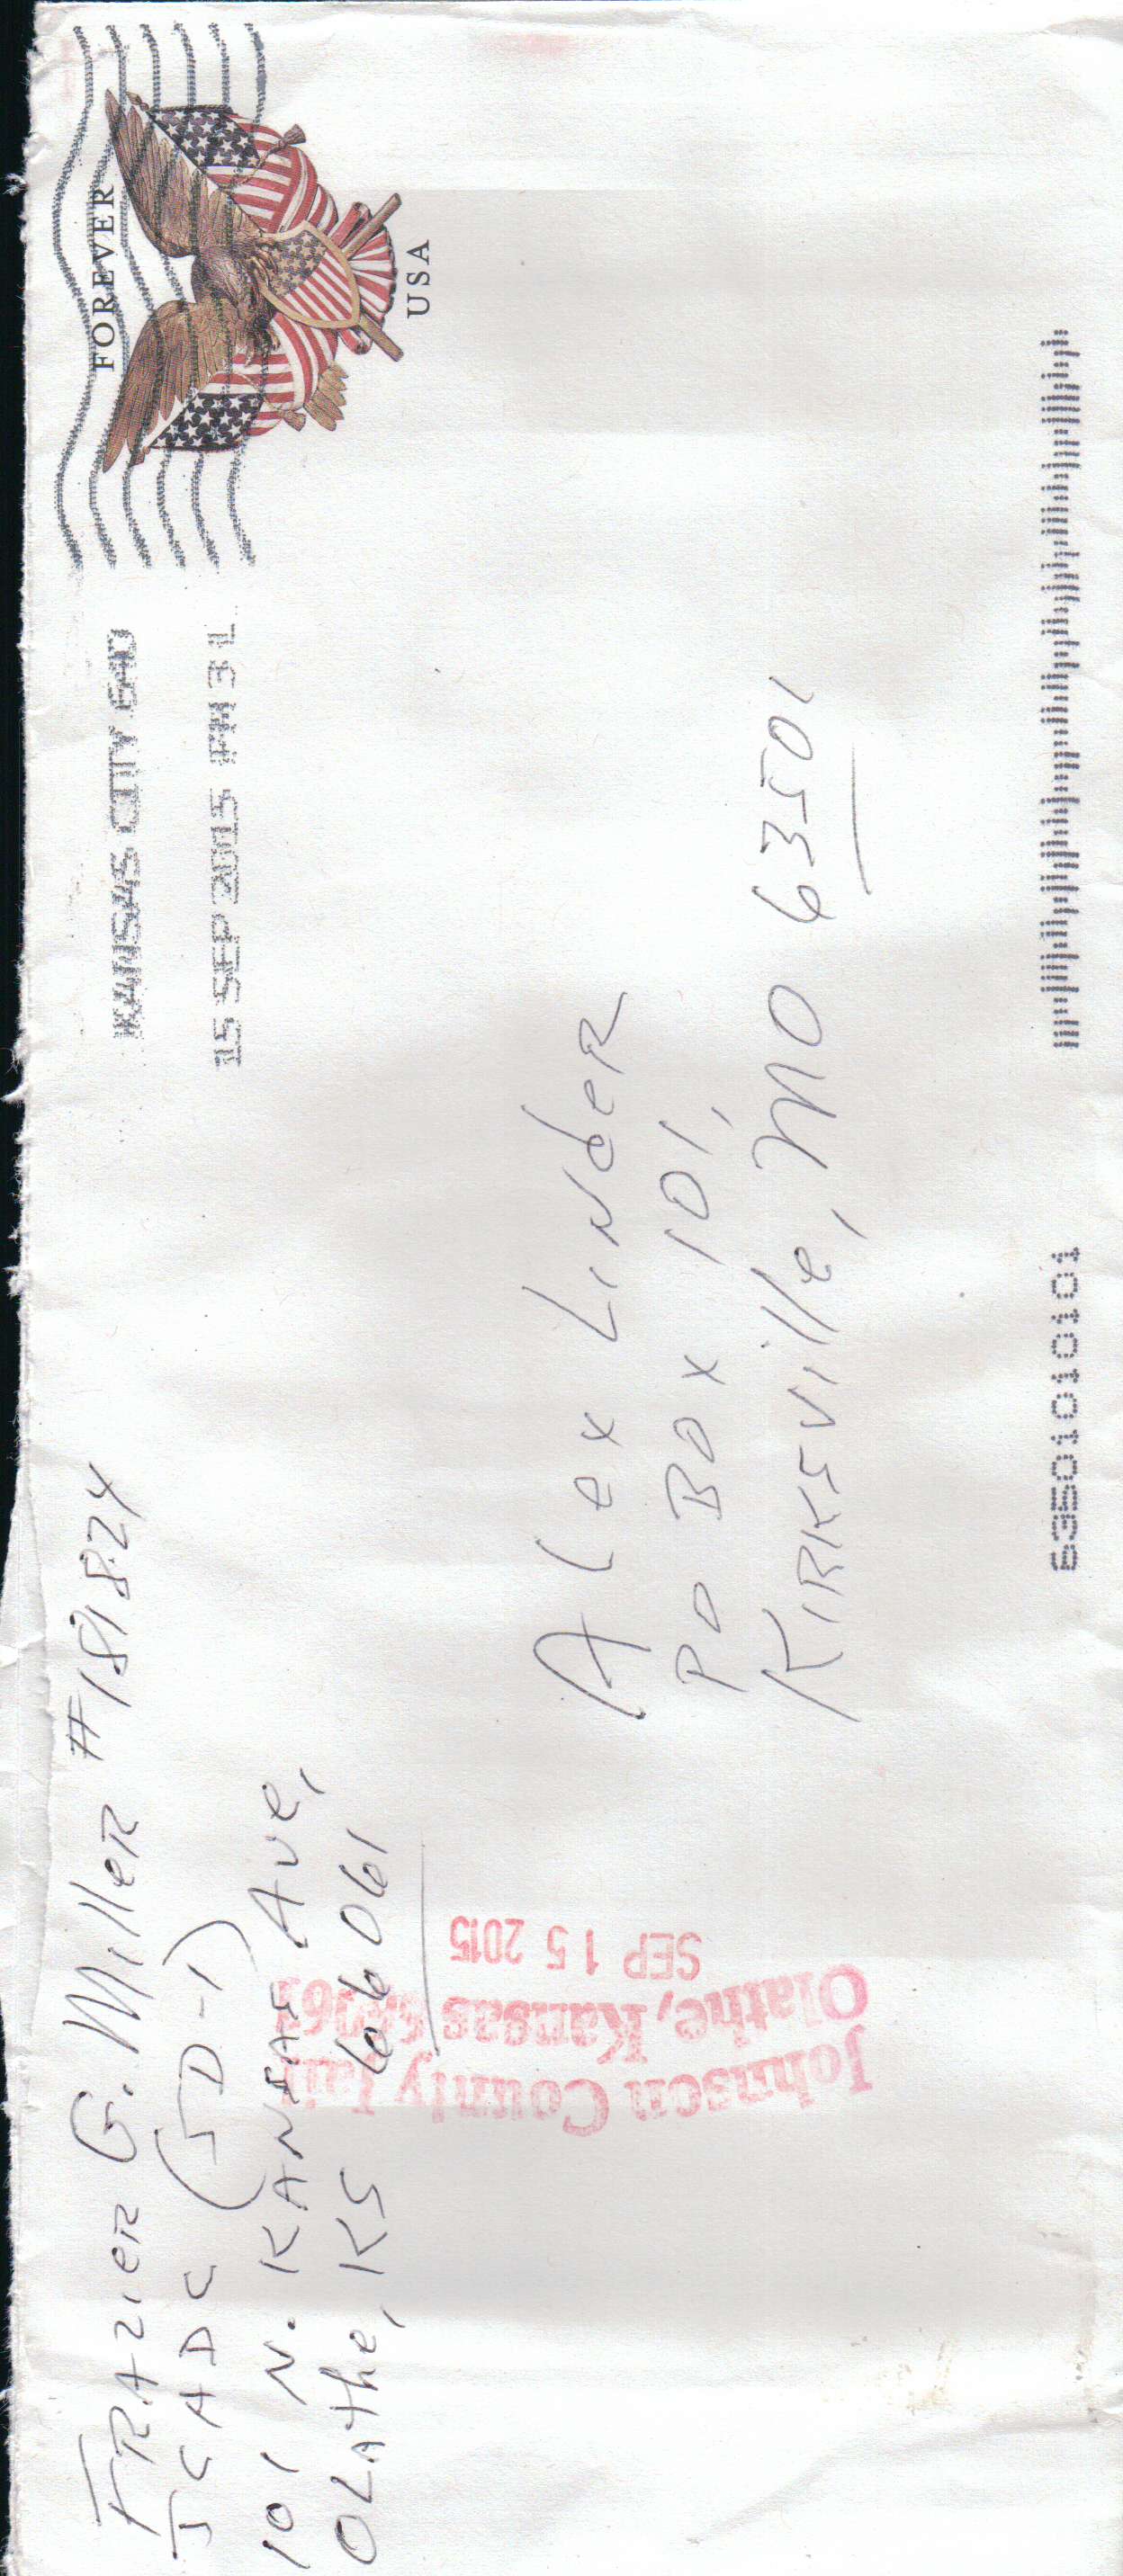 Frazier G. Miller #181824
JCADC (5D-1)
101 N. Kansas Ave,
Olathe, KS 66061
KANSAS CITY 640
15 SEP 2015 PM 3 L
FOREVER
USA
Johnson County Jail
Olathe, Kansas 66061
SEP 15 2015
Alex Linder
PO Box 101,
Kirksville, MO 63501
63501010101